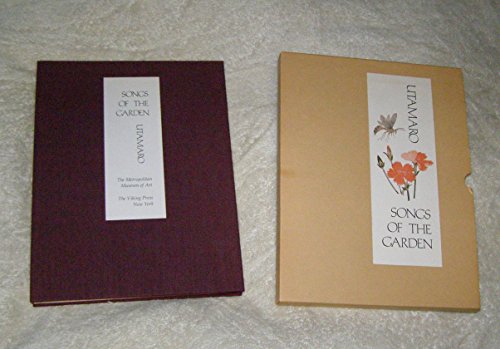 SONGS
OF THE
GARDEN
UTAMARO
The Metropolitan
Museum of Art
The Viking Press
New York
UTAMARO
SONGS
OF THE
GARDEN